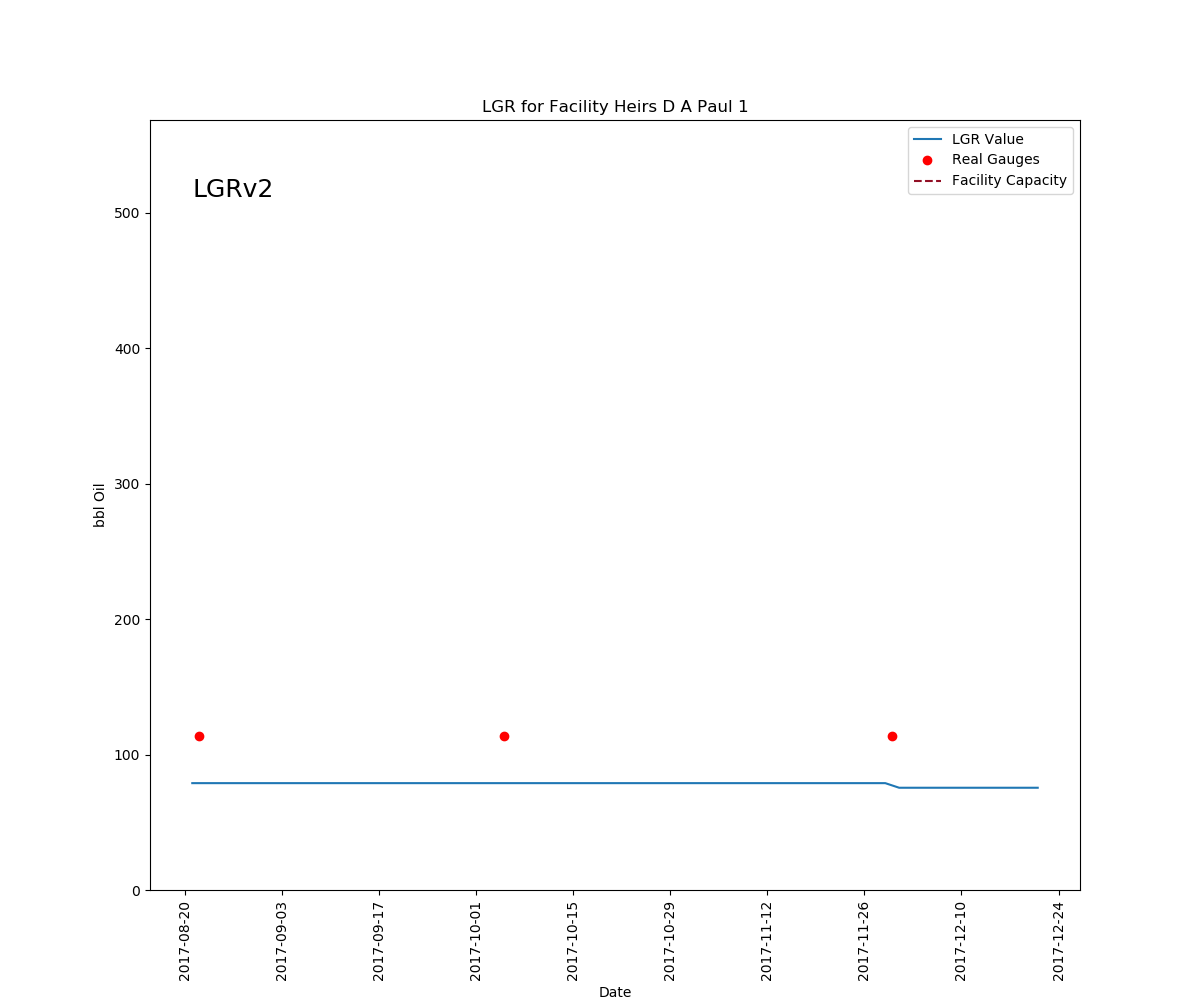 LGR for Facility Heirs D A Paul 1
LGRv2
LGR Value
Real Gauges
Facility Capacity
bbl Oil
500
400
300
200
100
0
2017-08-20
2017-09-03
2017-09-17
2017-10-01
2017-10-15
2017-10-29
2017-11-12
2017-11-26
2017-12-10
2017-12-24
Date